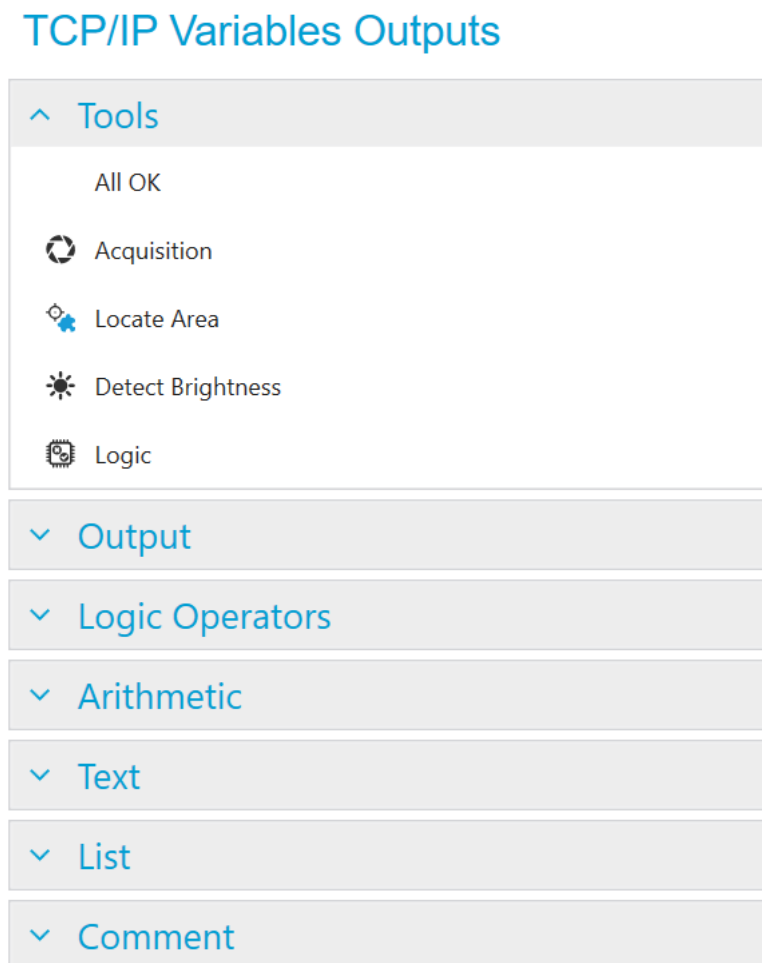 TCP/IP Variables Outputs
Tools
All OK
Acquisition
Locate Area
Detect Brightness
Logic
Output
Logic Operators
Arithmetic
Text
List
Comment